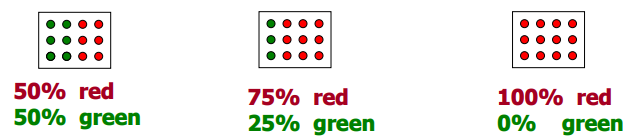 50% red
50% green
75% red
25% green
100% red
0% green